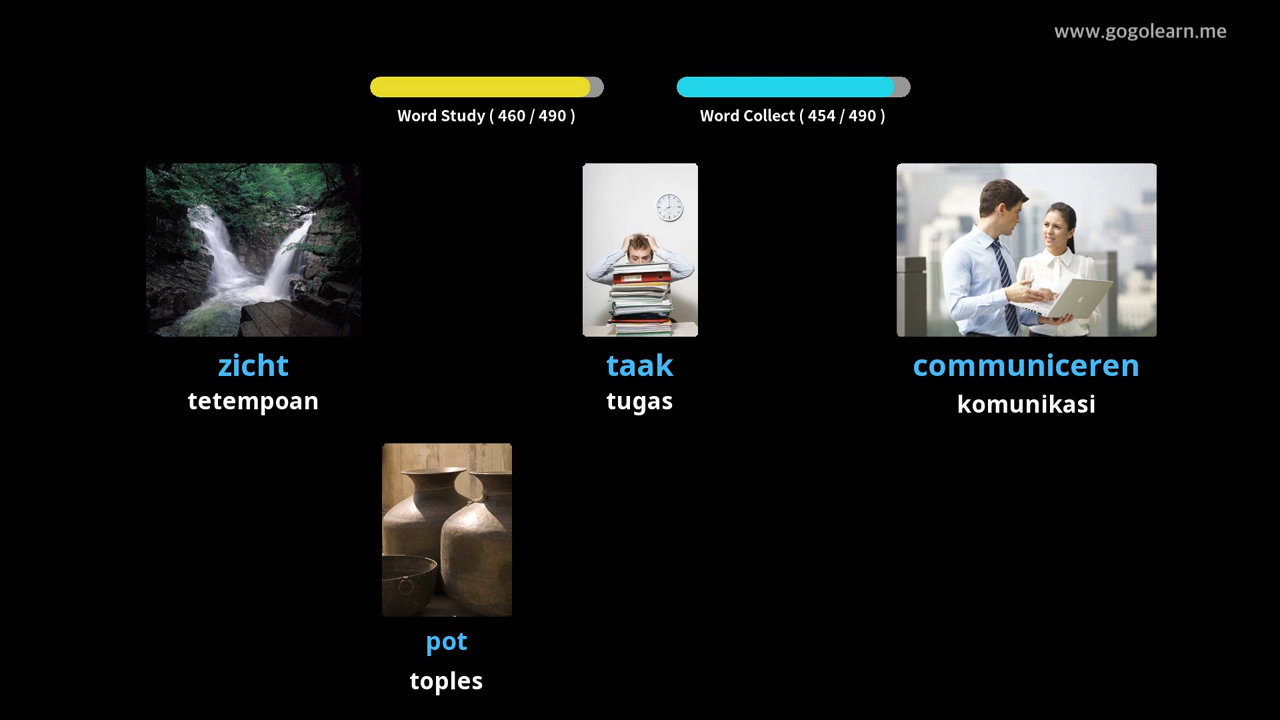 www.gogolearn.me
Word Study ( 460 / 490 )
Word Collect ( 454 / 490 )
zicht
taak
communiceren
tetempoan
tugas
komunikasi
pot
toples